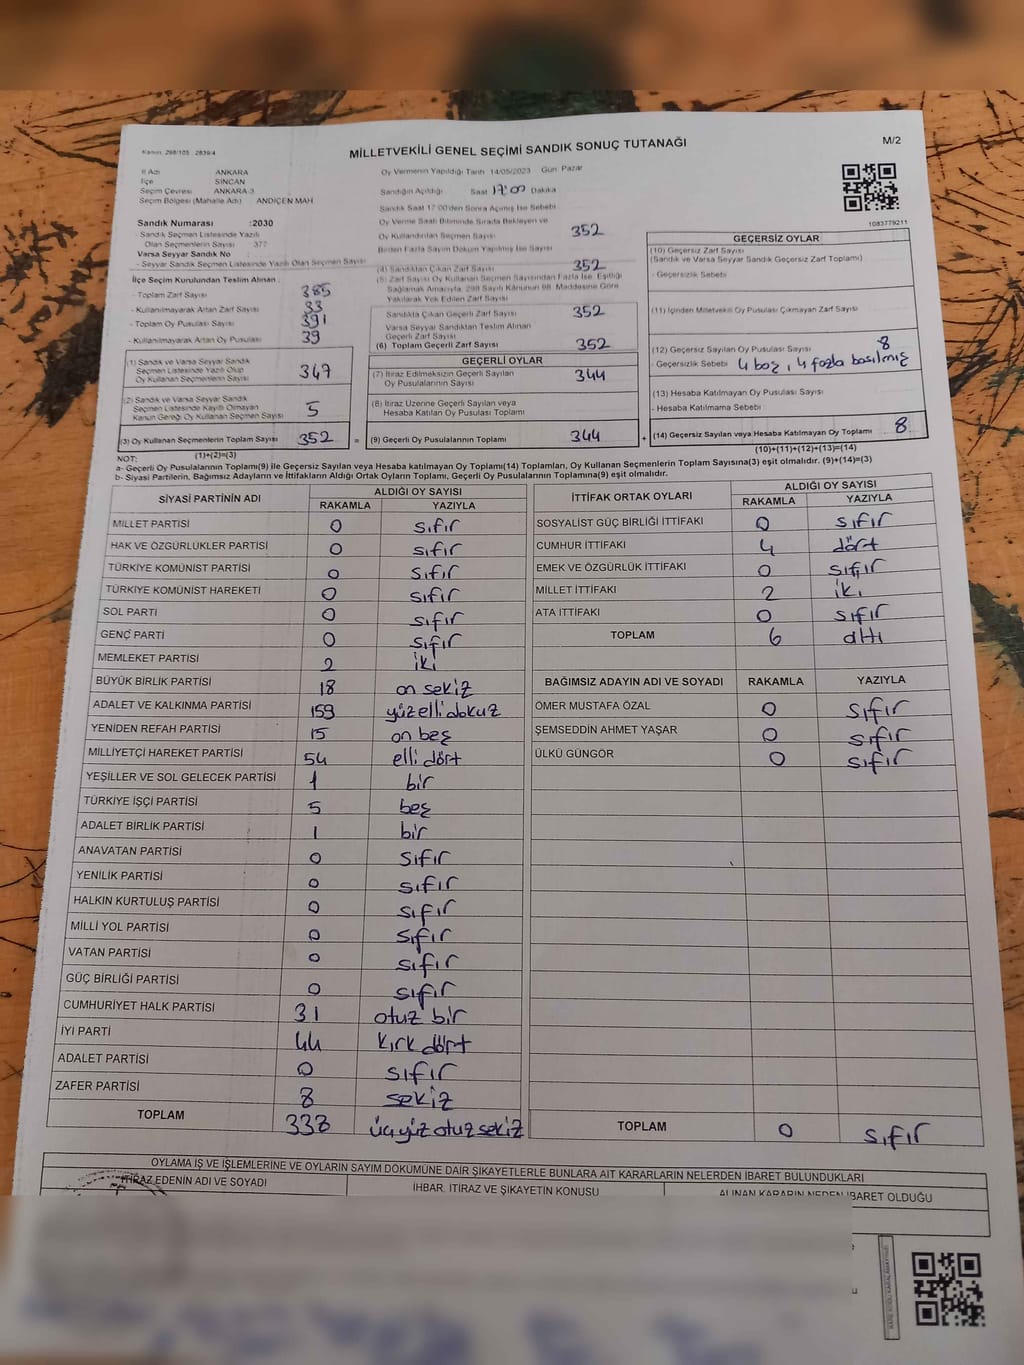 Kanun: 298/105 : 2839/4
MİLLETVEKİLİ GENEL SEÇİMİ SANDIK SONUÇ TUTANAĞI
M/2
İl Adı ANKARA
İlçe SİNCAN
Seçim Çevresi ANKARA-3
Seçim Bölgesi (Mahalle Adı) ANDİÇEN MAH
Sandık Numarası :2030
- Sandık Seçmen Listesinde Yazılı
Olan Seçmenlerin Sayısı 377
Varsa Seyyar Sandık No
- Seyyar Sandık Seçmen Listesinde Yazılı Olan Seçmen Sayısı
İlçe Seçim Kurulundan Teslim Alınan :
- Toplam Zarf Sayısı 385
- Kullanılmayarak Artan Zarf Sayısı 33
- Toplam Oy Pusulası Sayısı 391
- Kullanılmayarak Artan Oy Pusulası 39
(1) Sandık ve Varsa Seyyar Sandık
Seçmen Listesinde Yazılı Olup
Oy Kullanan Seçmenlerin Sayısı 347
(2) Sandık ve Varsa Seyyar Sandık
Seçmen Listesinde Kayıtlı Olmayan
Kanun Gereği Oy Kullanan Seçmen Sayısı 5
(3) Oy Kullanan Seçmenlerin Toplam Sayısı 352 =
(1)+(2)=(3)
Oy Vermenin Yapıldığı Tarih 14/05/2023 Gün Pazar
Sandığın Açıldığı Saat 17:00 Dakika
Sandık Saat 17:00'den Sonra Açılmış İse Sebebi
Oy Verme Saati Bitiminde Sırada Bekleyen ve
Oy Kullandırılan Seçmen Sayısı 352
Birden Fazla Sayım Döküm Yapılmış İse Sayısı
(4) Sandıktan Çıkan Zarf Sayısı 352
(5) Zarf Sayısı Oy Kullanan Seçmen Sayısından Fazla İse, Eşitliği
Sağlamak Amacıyla, 298 Sayılı Kanunun 98. Maddesine Göre
Yakılarak Yok Edilen Zarf Sayısı
Sandıkta Çıkan Geçerli Zarf Sayısı 352
Varsa Seyyar Sandıktan Teslim Alınan
Geçerli Zarf Sayısı
(6) Toplam Geçerli Zarf Sayısı 352
GEÇERLİ OYLAR
(7) İtiraz Edilmeksizin Geçerli Sayılan
Oy Pusulalarının Sayısı 344
(8) İtiraz Üzerine Geçerli Sayılan veya
Hesaba Katılan Oy Pusulası Toplamı
(9) Geçerli Oy Pusulalarının Toplamı 344 +
1083779211
GEÇERSİZ OYLAR
(10) Geçersiz Zarf Sayısı
(Sandık ve Varsa Seyyar Sandık Geçersiz Zarf Toplamı)
- Geçersizlik Sebebi
(11) İçinden Milletvekili Oy Pusulası Çıkmayan Zarf Sayısı
(12) Geçersiz Sayılan Oy Pusulası Sayısı 8
- Geçersizlik Sebebi 4 boş, 4 fazla basılmış
(13) Hesaba Katılmayan Oy Pusulası Sayısı
- Hesaba Katılmama Sebebi
(14) Geçersiz Sayılan veya Hesaba Katılmayan Oy Toplamı 8
(10)+(11)+(12)+(13)=(14)
NOT:
a- Geçerli Oy Pusulalarının Toplamı(9) ile Geçersiz Sayılan veya Hesaba katılmayan Oy Toplamı(14) Toplamları, Oy Kullanan Seçmenlerin Toplam Sayısına(3) eşit olmalıdır. (9)+(14)=(3)
b- Siyasi Partilerin, Bağımsız Adayların ve İttifakların Aldığı Ortak Oyların Toplamı, Geçerli Oy Pusulalarının Toplamına(9) eşit olmalıdır.
SİYASİ PARTİNİN ADI ALDIĞI OY SAYISI
RAKAMLA YAZIYLA
MİLLET PARTİSİ 0 sıfır
HAK VE ÖZGÜRLÜKLER PARTİSİ 0 sıfır
TÜRKİYE KOMÜNİST PARTİSİ 0 sıfır
TÜRKİYE KOMÜNİST HAREKETİ 0 sıfır
SOL PARTİ 0 sıfır
GENÇ PARTİ 0 sıfır
MEMLEKET PARTİSİ 2 iki
BÜYÜK BİRLİK PARTİSİ 18 on sekiz
ADALET VE KALKINMA PARTİSİ 159 yüzelli dokuz
YENİDEN REFAH PARTİSİ 15 on beş
MİLLİYETÇİ HAREKET PARTİSİ 54 elli dört
YEŞİLLER VE SOL GELECEK PARTİSİ 1 bir
TÜRKİYE İŞÇİ PARTİSİ 5 beş
ADALET BİRLİK PARTİSİ 1 bir
ANAVATAN PARTİSİ 0 sıfır
YENİLİK PARTİSİ 0 sıfır
HALKIN KURTULUŞ PARTİSİ 0 sıfır
MİLLİ YOL PARTİSİ 0 sıfır
VATAN PARTİSİ 0 sıfır
GÜÇ BİRLİĞİ PARTİSİ 0 sıfır
CUMHURİYET HALK PARTİSİ 31 otuz bir
İYİ PARTİ 44 kırk dört
ADALET PARTİSİ 0 sıfır
ZAFER PARTİSİ 8 sekiz
TOPLAM 338 üçyüz otuz sekiz
İTTİFAK ORTAK OYLARI ALDIĞI OY SAYISI
RAKAMLA YAZIYLA
SOSYALİST GÜÇ BİRLİĞİ İTTİFAKI 0 sıfır
CUMHUR İTTİFAKI 4 dört
EMEK VE ÖZGÜRLÜK İTTİFAKI 0 sıfır
MİLLET İTTİFAKI 2 iki
ATA İTTİFAKI 0 sıfır
TOPLAM 6 altı
BAĞIMSIZ ADAYIN ADI VE SOYADI RAKAMLA YAZIYLA
ÖMER MUSTAFA ÖZAL 0 sıfır
ŞEMSEDDİN AHMET YAŞAR 0 sıfır
ÜLKÜ GÜNGÖR 0 sıfır
TOPLAM 0 sıfır
OYLAMA İŞ VE İŞLEMLERİNE VE OYLARIN SAYIM DÖKÜMÜNE DAİR ŞİKAYETLERLE BUNLARA AİT KARARLARIN NELERDEN İBARET BULUNDUKLARI
İTİRAZ EDENİN ADI VE SOYADI İHBAR, İTİRAZ VE ŞİKAYETİN KONUSU ALINAN KARARIN NEDEN İBARET OLDUĞU